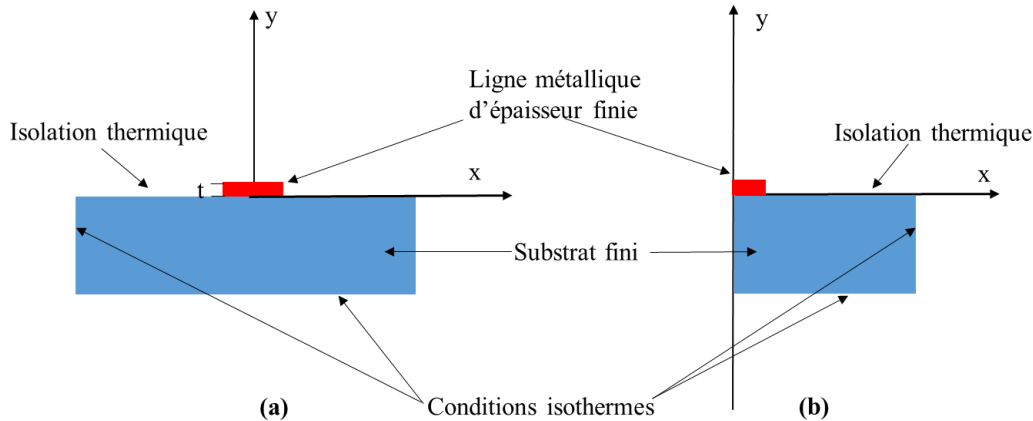 y
y
Ligne métallique
d'épaisseur finie
Isolation thermique
Isolation thermique
x
x
t
Substrat fini
(a)
Conditions isothermes
(b)